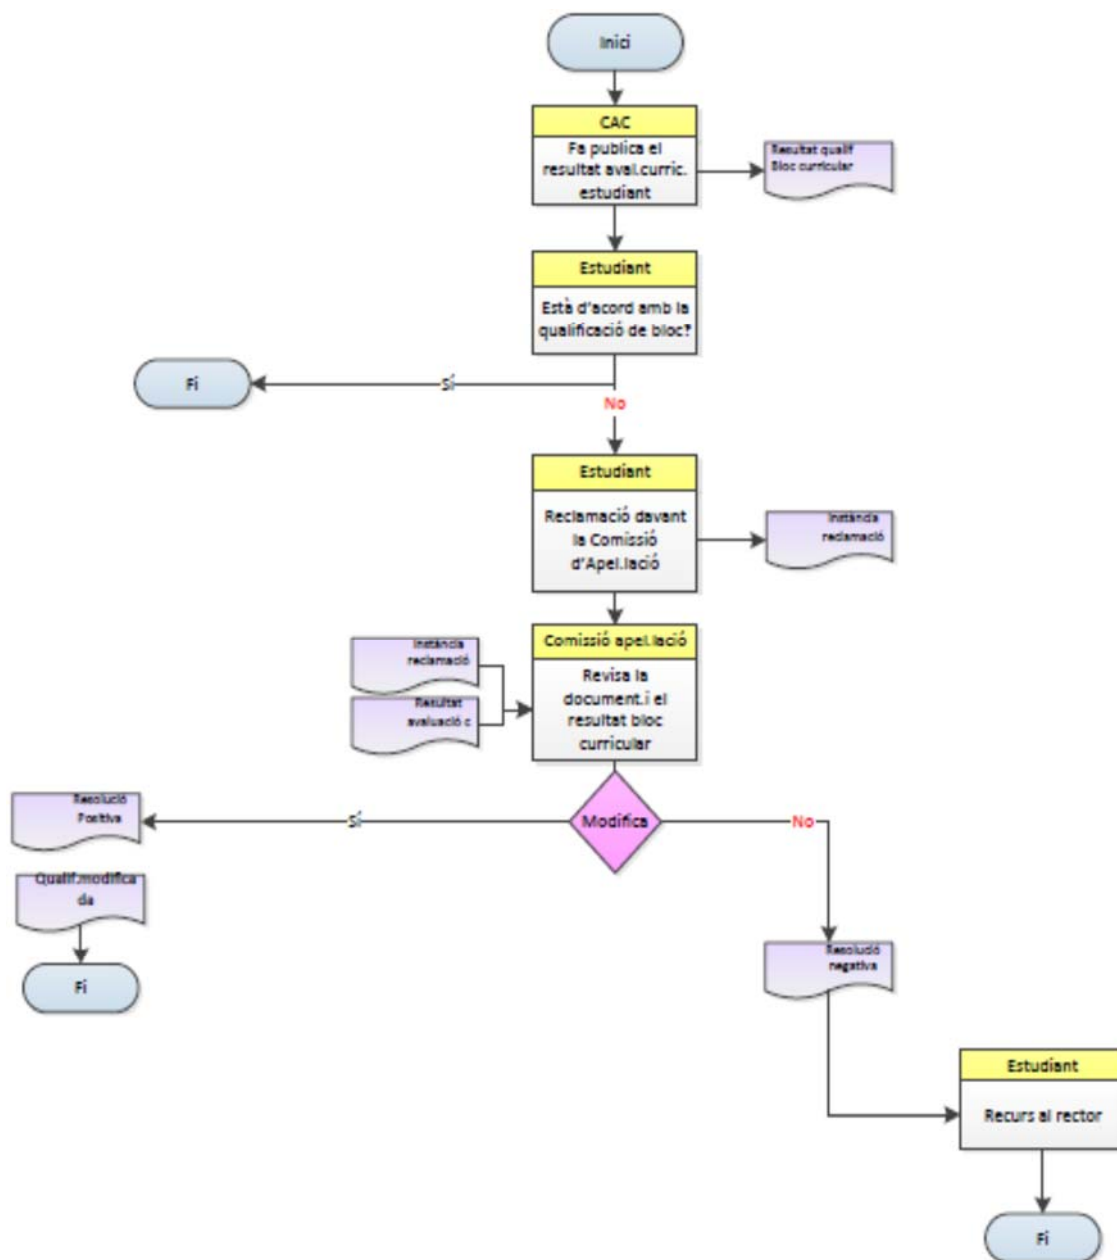 Inici
CAC
Fa publica el
resultat aval.curric.
estudiant
Resultat qualif
Bloc curricular
Estudiant
Està d'acord amb la
qualificació de bloc?
Fi
Sí
No
Estudiant
Reclamació davant
la Comissió
d'Apel.lació
Instància
reclamació
Comissió apel.lació
Revisa la
document.i el
resultat bloc
curricular
Instància
reclamació
Resultat
avaluació c
Modifica
Sí
No
Resolució
Positiva
Qualif.modifica
da
Fi
Resolució
negativa
Estudiant
Recurs al rector
Fi